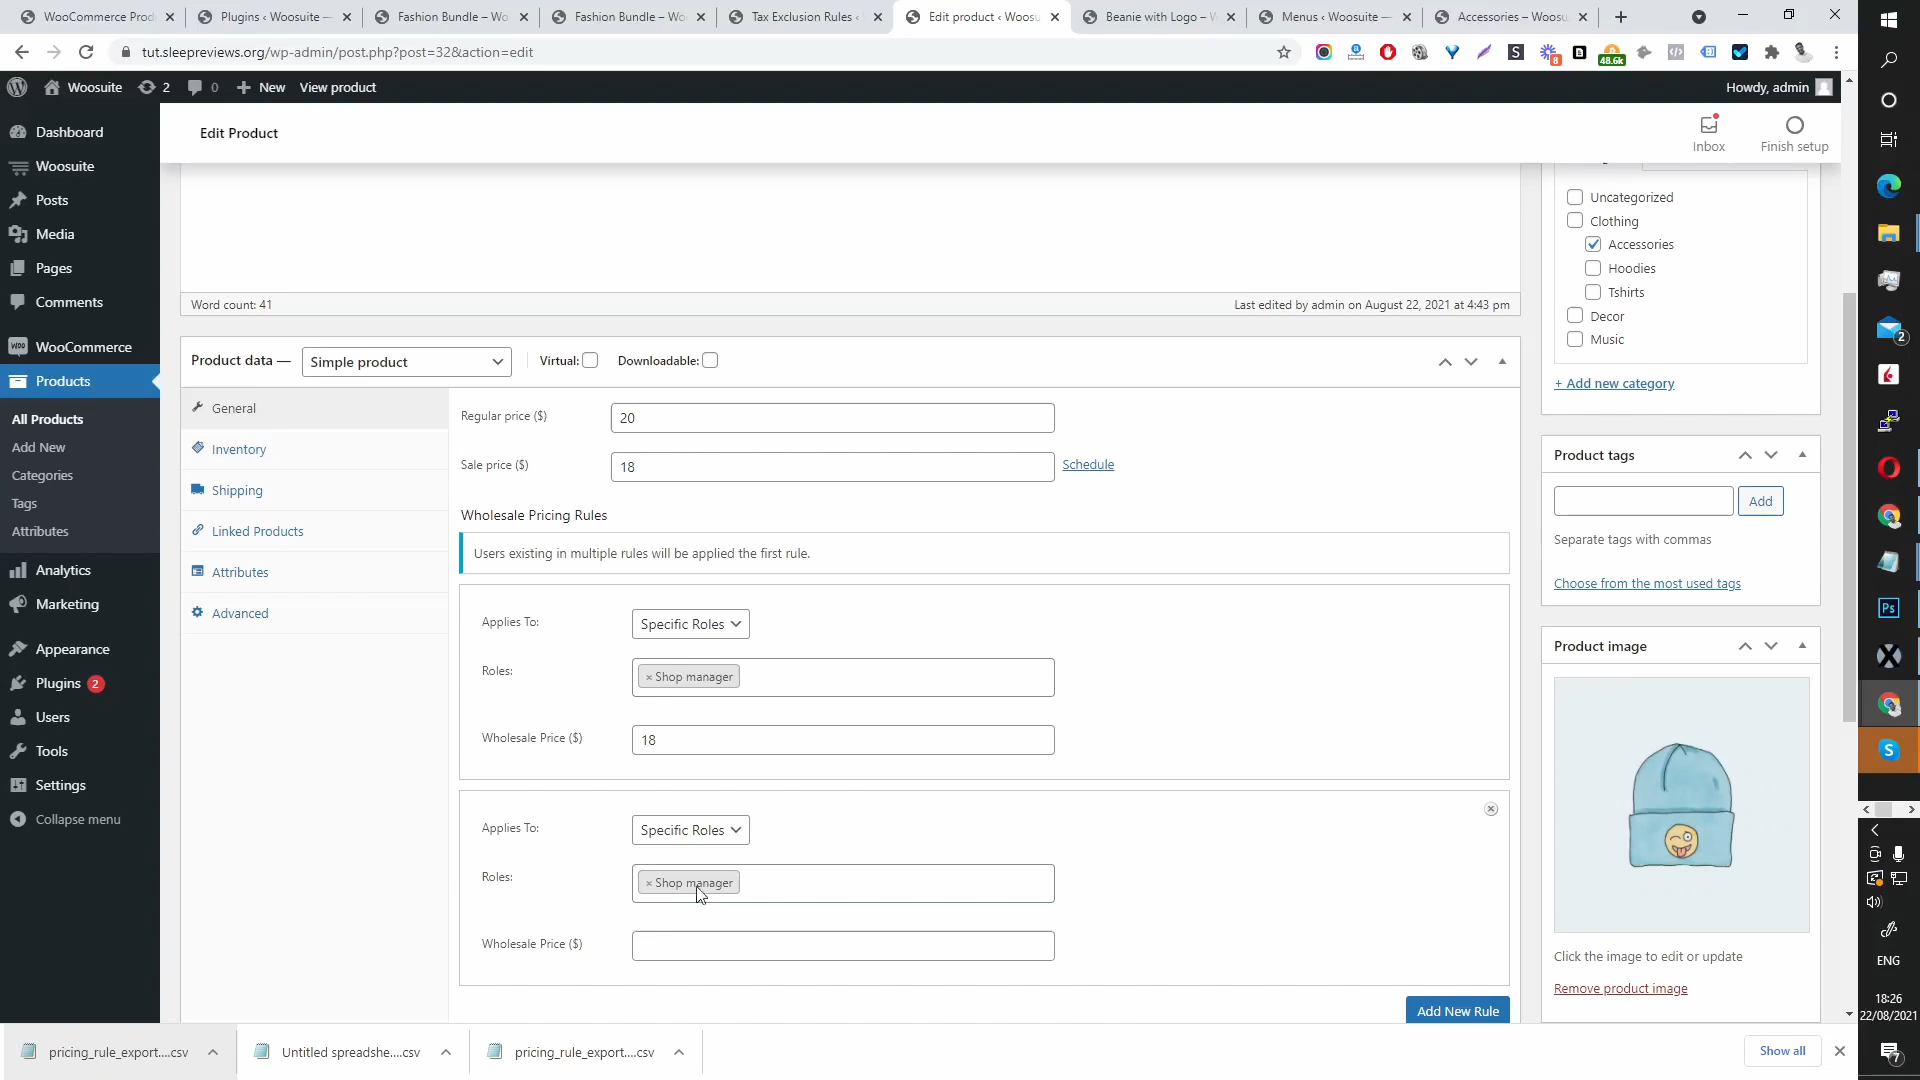 WooCommerce Prod
Plugins ‹ Woosuite —
Fashion Bundle – Wo
Fashion Bundle – Wo
Tax Exclusion Rules ‹
Edit product ‹ Woosu
Beanie with Logo – W
Menus ‹ Woosuite —
Accessories – Woosu
tut.sleepreviews.org/wp-admin/post.php?post=32&action=edit
8
48.6k
Woosuite
2
0
New
View product
Howdy, admin
Edit Product
Inbox
Finish setup
Dashboard
Woosuite
Posts
Media
Pages
Comments
WooCommerce
Products
All Products
Add New
Categories
Tags
Attributes
Analytics
Marketing
Appearance
Plugins 2
Users
Tools
Settings
Collapse menu
Word count: 41
Last edited by admin on August 22, 2021 at 4:43 pm
Product data —
Simple product
Virtual:
Downloadable:
General
Inventory
Shipping
Linked Products
Attributes
Advanced
Regular price ($)
20
Sale price ($)
18
Schedule
Wholesale Pricing Rules
Users existing in multiple rules will be applied the first rule.
Applies To:
Specific Roles
Roles:
× Shop manager
Wholesale Price ($)
18
Applies To:
Specific Roles
Roles:
× Shop manager
Wholesale Price ($)
Add New Rule
Uncategorized
Clothing
Accessories
Hoodies
Tshirts
Decor
Music
+ Add new category
Product tags
Add
Separate tags with commas
Choose from the most used tags
Product image
Click the image to edit or update
Remove product image
pricing_rule_export....csv
Untitled spreadshe....csv
pricing_rule_export....csv
Show all
2
Ps
S
ENG
18:26
22/08/2021
7